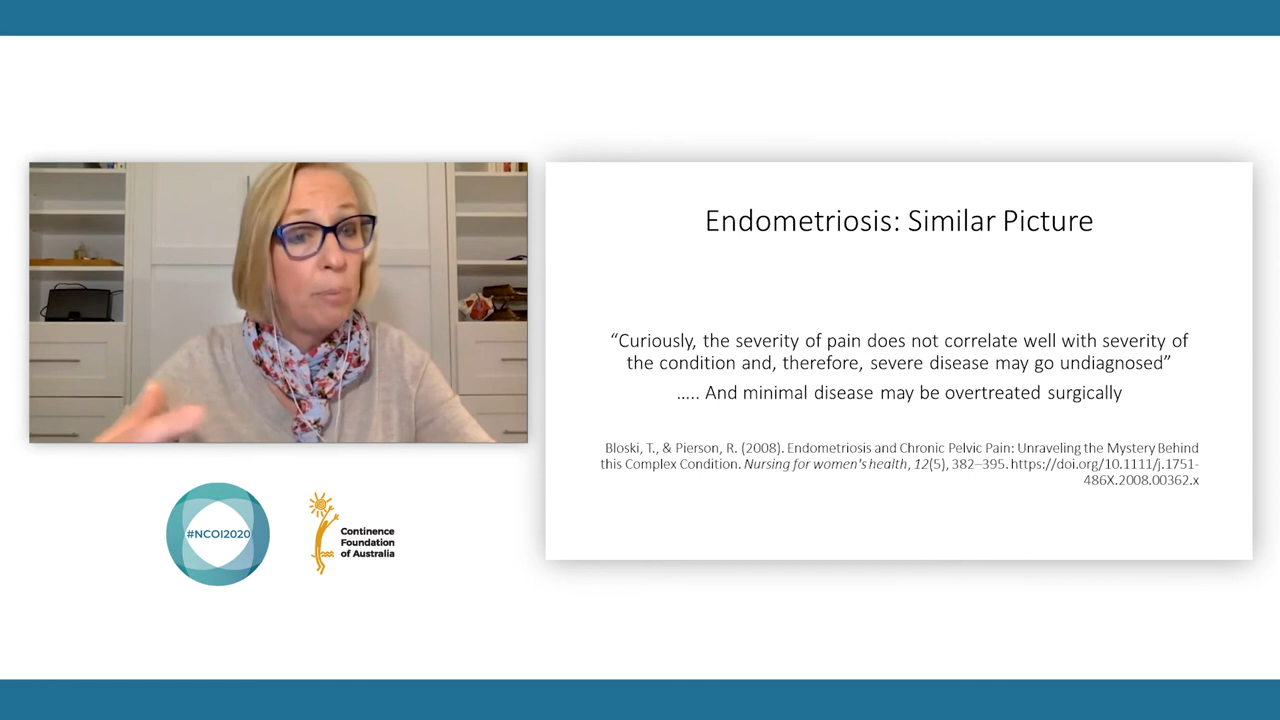 Endometriosis: Similar Picture
“Curiously, the severity of pain does not correlate well with severity of
the condition and, therefore, severe disease may go undiagnosed”
….. And minimal disease may be overtreated surgically
Bloski, T., & Pierson, R. (2008). Endometriosis and Chronic Pelvic Pain: Unraveling the Mystery Behind
this Complex Condition. Nursing for women's health, 12(5), 382–395. https://doi.org/10.1111/j.1751-
486X.2008.00362.x
#NCOI2020
Continence
Foundation
of Australia